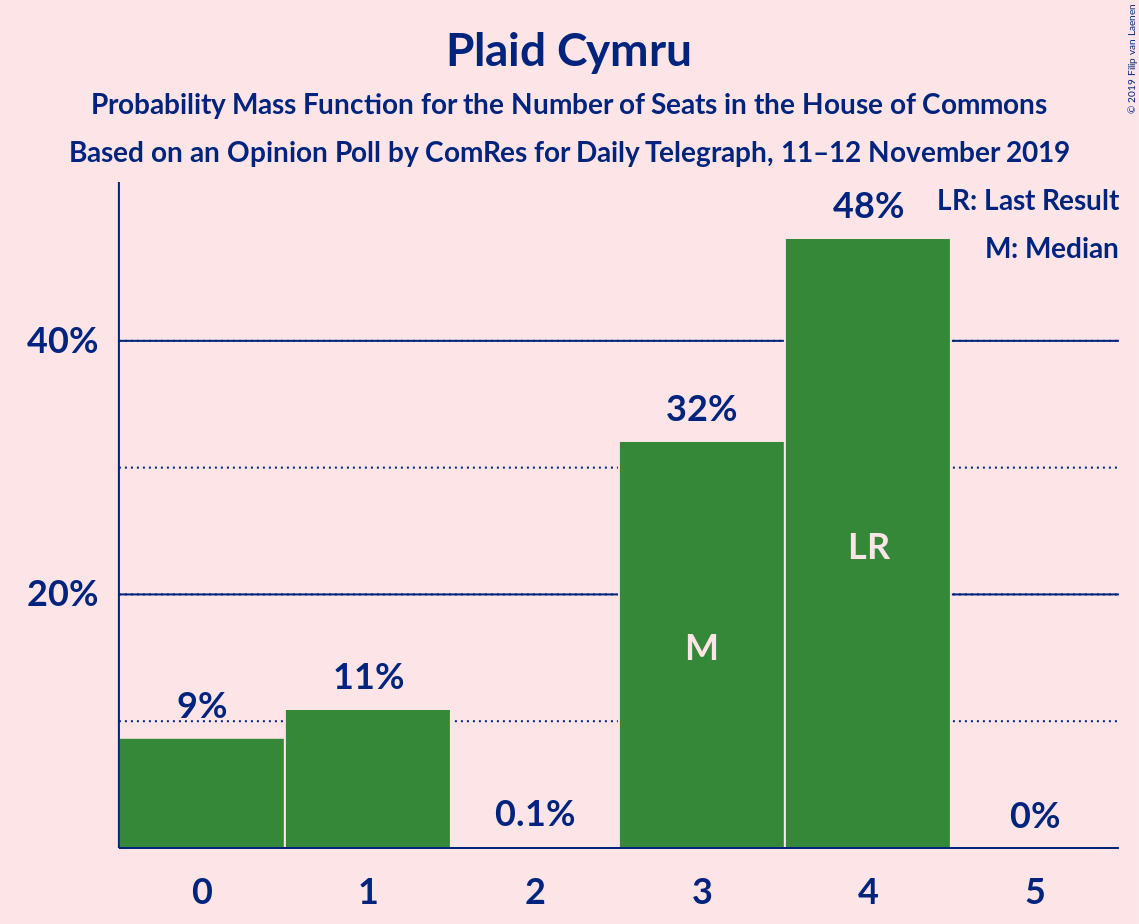 Plaid Cymru
Probability Mass Function for the Number of Seats in the House of Commons
Based on an Opinion Poll by ComRes for Daily Telegraph, 11–12 November 2019
© 2019 Filip van Laenen
LR: Last Result
M: Median
48%
40%
32%
LR
20%
M
11%
9%
0.1%
0%
0 1 2 3 4 5